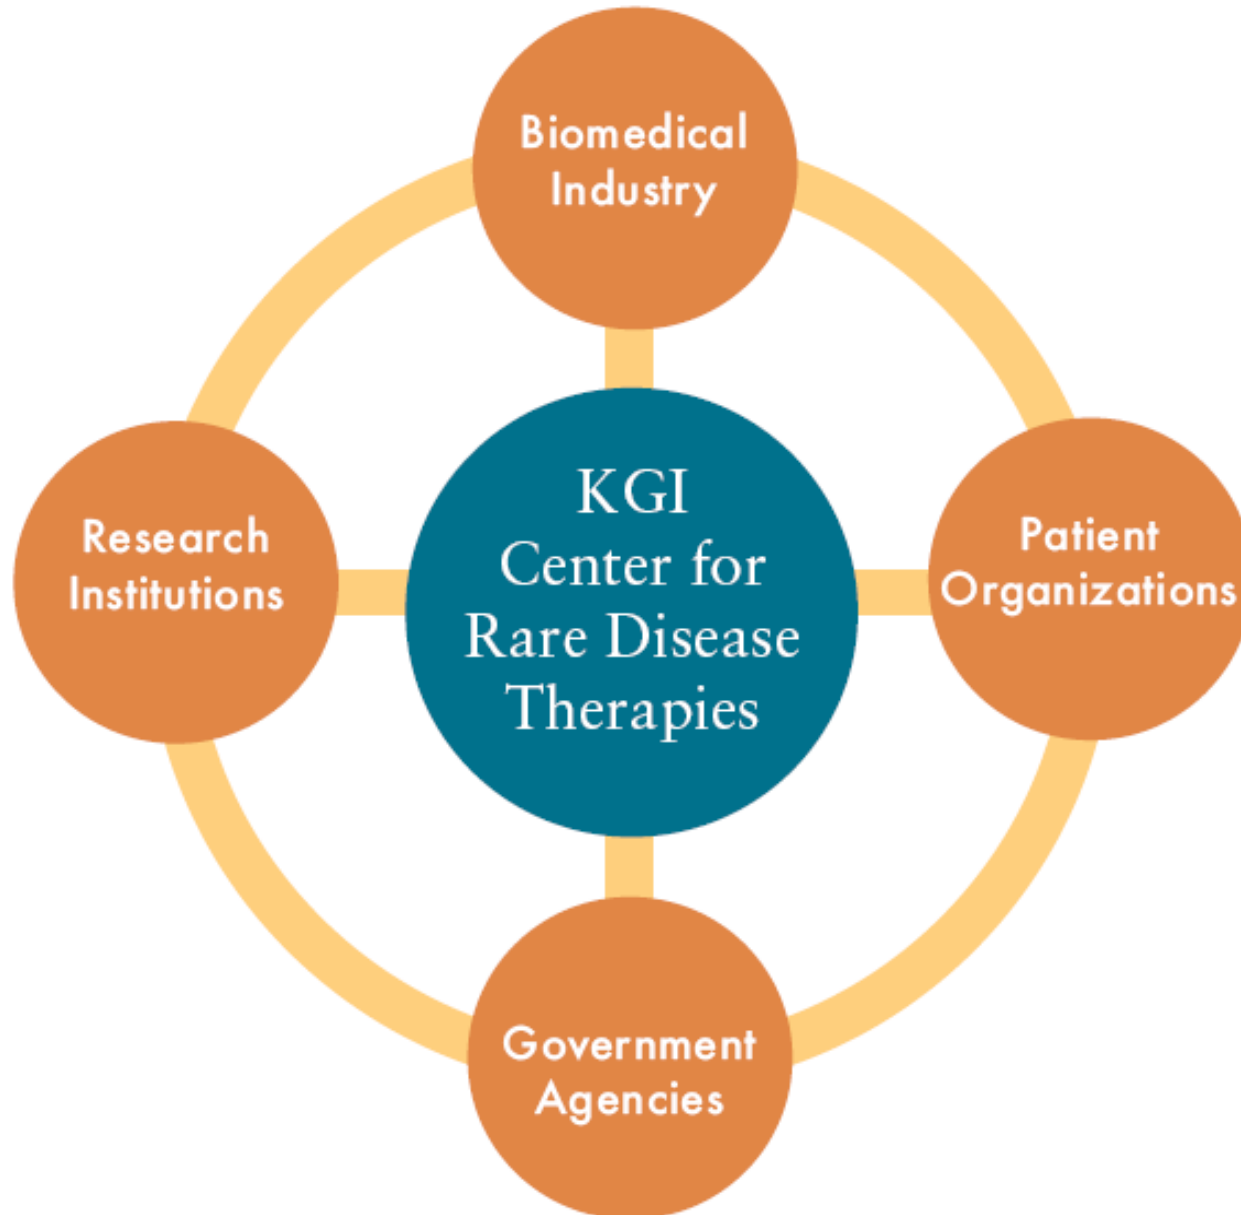 Biomedical
Industry
Research
Institutions
KGI
Center for
Rare Disease
Therapies
Patient
Organizations
Government
Agencies